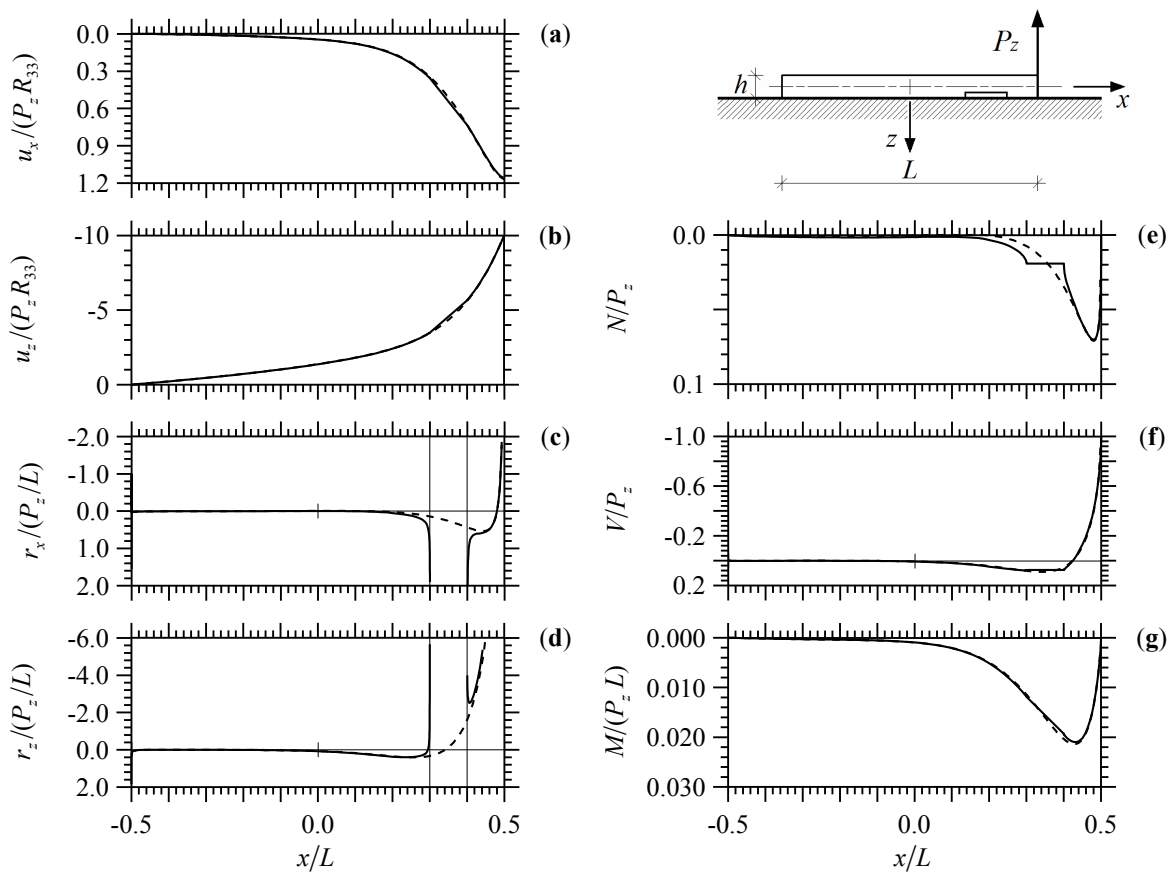 (a)
u_x/(P_z R_33)
0.0
0.3
0.6
0.9
1.2
P_z
h
x
z
L
(b)
u_z/(P_z R_33)
-10
-5
0
(e)
N/P_z
0.0
0.1
(c)
r_x/(P_z/L)
-2.0
-1.0
0.0
1.0
2.0
(f)
V/P_z
-1.0
-0.6
-0.2
0.2
(d)
r_z/(P_z/L)
-6.0
-4.0
-2.0
0.0
2.0
-0.5 0.0 0.5
x/L
(g)
M/(P_z L)
0.000
0.010
0.020
0.030
-0.5 0.0 0.5
x/L